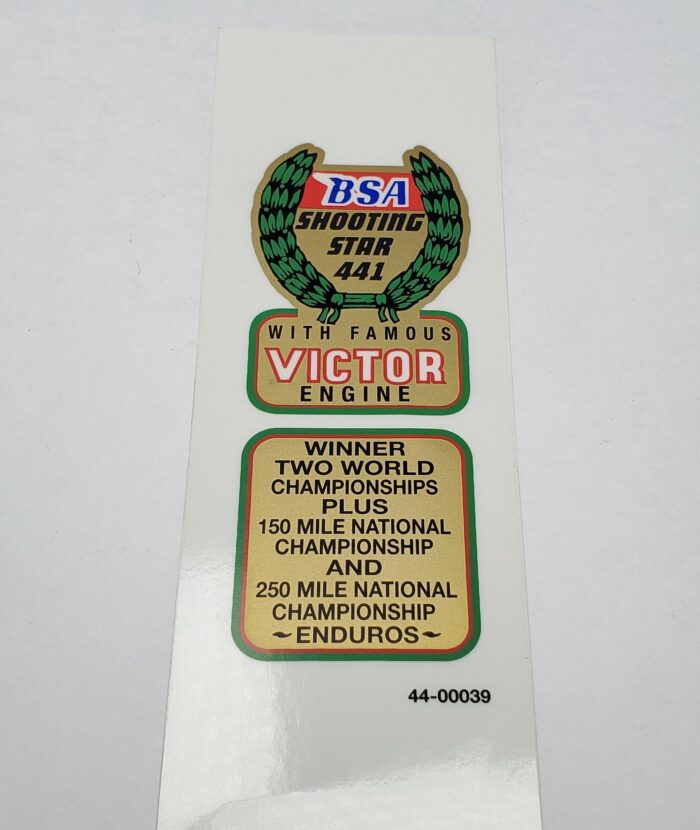 BSA
SHOOTING
STAR
441
WITH FAMOUS
VICTOR
ENGINE
WINNER
TWO WORLD
CHAMPIONSHIPS
PLUS
150 MILE NATIONAL
CHAMPIONSHIP
AND
250 MILE NATIONAL
CHAMPIONSHIP
~ENDUROS~
44-00039